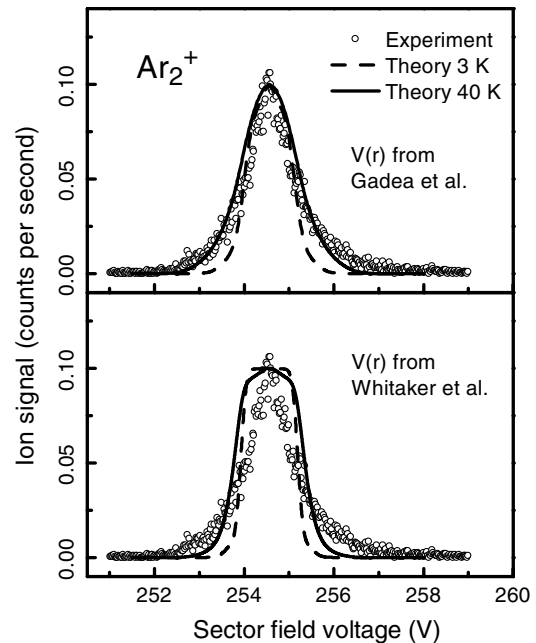 Ar2+
Experiment
Theory 3 K
Theory 40 K
V(r) from
Gadea et al.
0.10
0.05
0.00
V(r) from
Whitaker et al.
0.10
0.05
0.00
Ion signal (counts per second)
252 254 256 258 260
Sector field voltage (V)